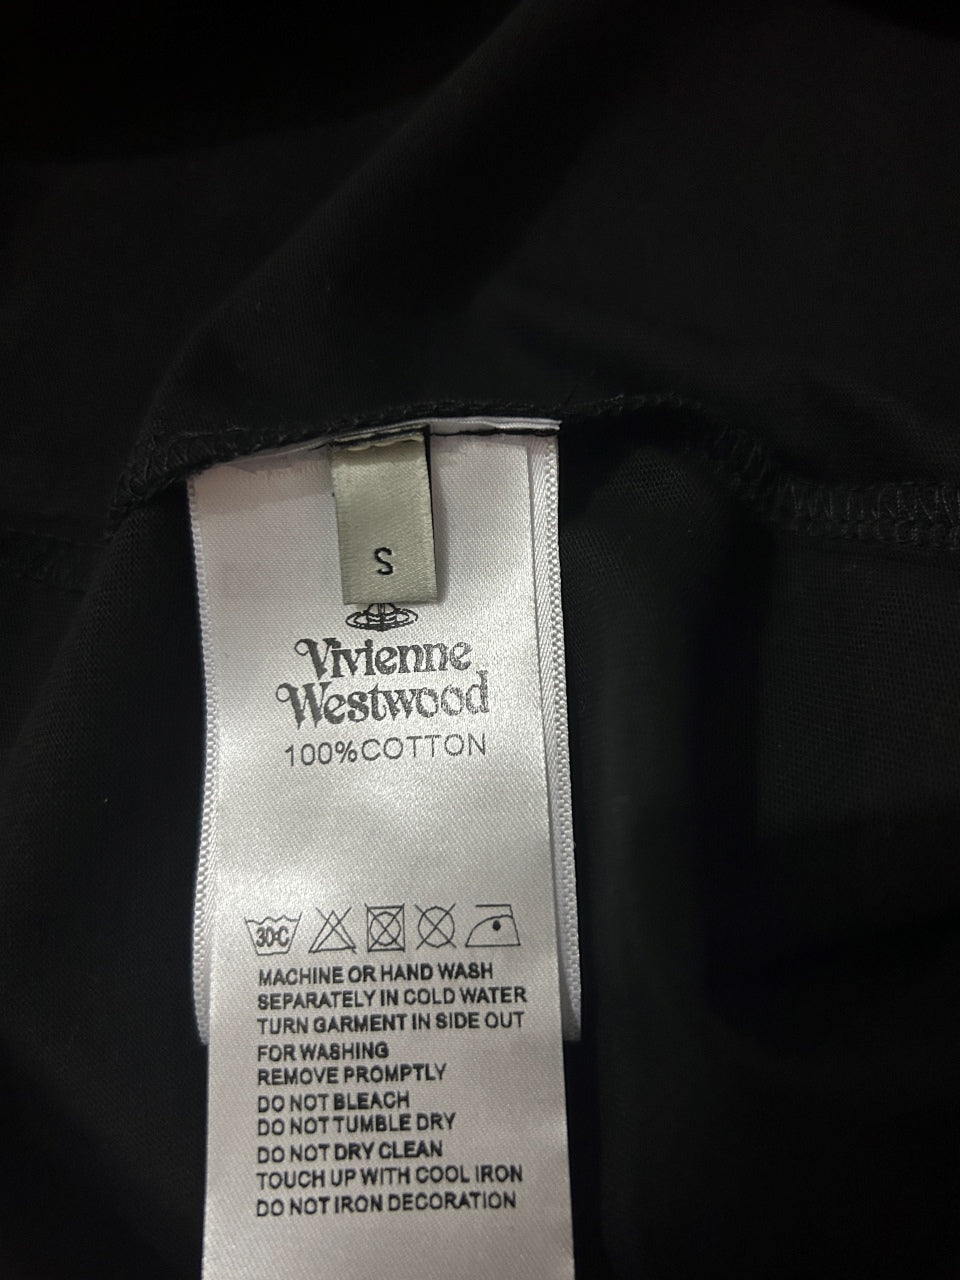 S
Vivienne
Westwood
100%COTTON
30°C
MACHINE OR HAND WASH
SEPARATELY IN COLD WATER
TURN GARMENT IN SIDE OUT
FOR WASHING
REMOVE PROMPTLY
DO NOT BLEACH
DO NOT TUMBLE DRY
DO NOT DRY CLEAN
TOUCH UP WITH COOL IRON
DO NOT IRON DECORATION